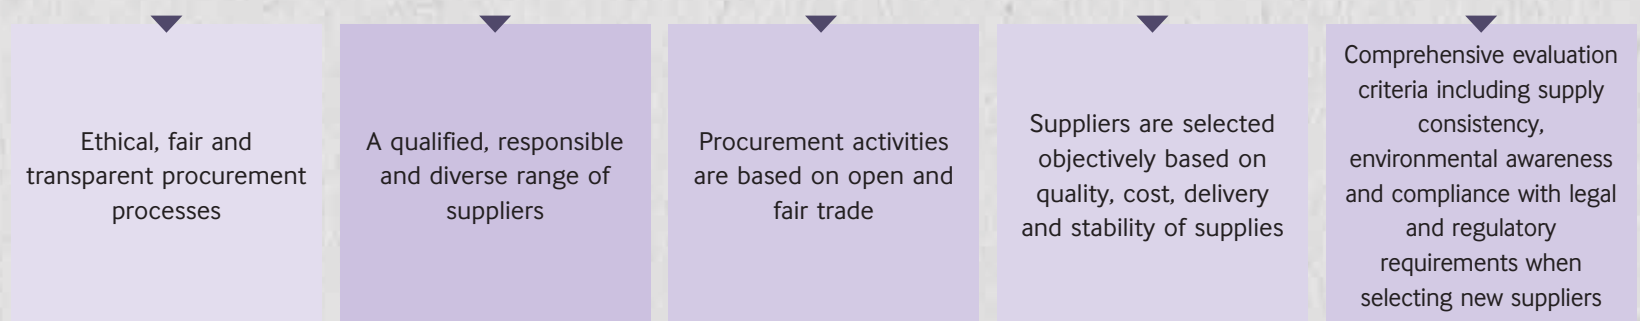 Ethical, fair and
transparent procurement
processes
A qualified, responsible
and diverse range of
suppliers
Procurement activities
are based on open and
fair trade
Suppliers are selected
objectively based on
quality, cost, delivery
and stability of supplies
Comprehensive evaluation
criteria including supply
consistency,
environmental awareness
and compliance with legal
and regulatory
requirements when
selecting new suppliers